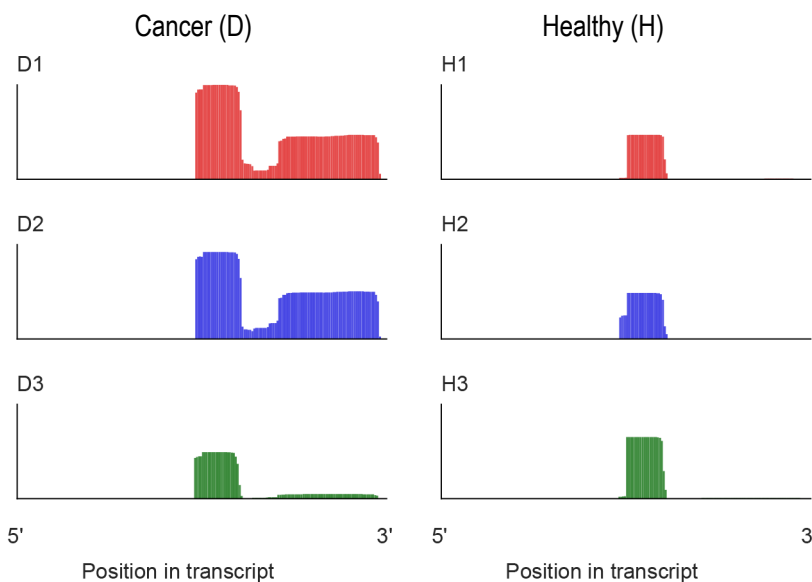 Cancer (D)
Healthy (H)
D1
H1
D2
H2
D3
H3
5'
3'
5'
3
Position in transcript
Position in transcript